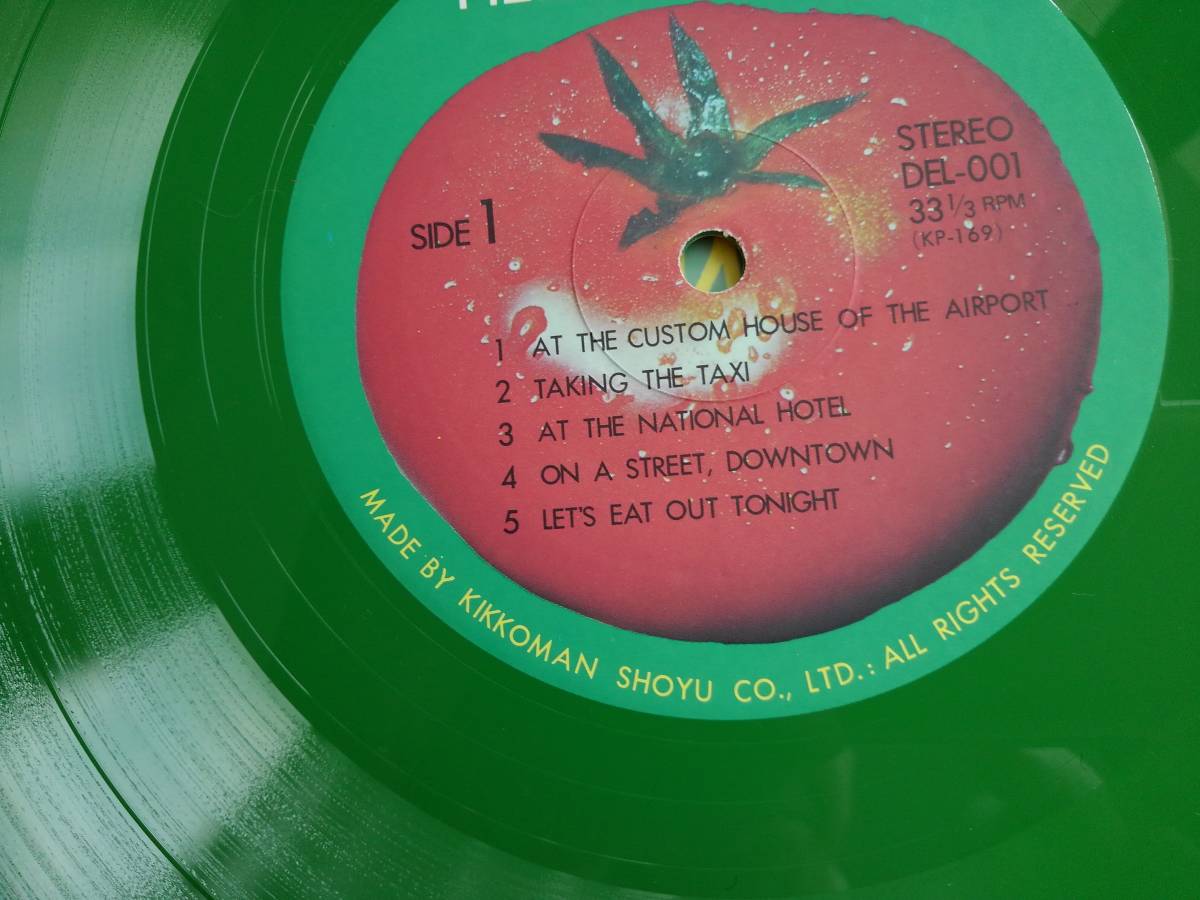 SIDE 1
STEREO
DEL-001
33 1/3 RPM
(KP-169)
1 AT THE CUSTOM HOUSE OF THE AIRPORT
2 TAKING THE TAXI
3 AT THE NATIONAL HOTEL
4 ON A STREET, DOWNTOWN
5 LET'S EAT OUT TONIGHT
MADE BY KIKKOMAN SHOYU CO., LTD.: ALL RIGHTS RESERVED